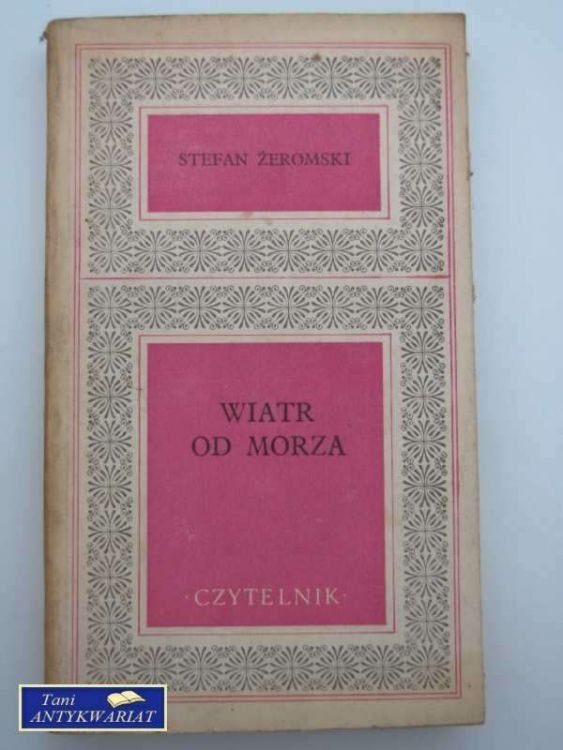 STEFAN ŻEROMSKI
WIATR
OD MORZA
·CZYTELNIK·
Tani
ANTYKWARIAT